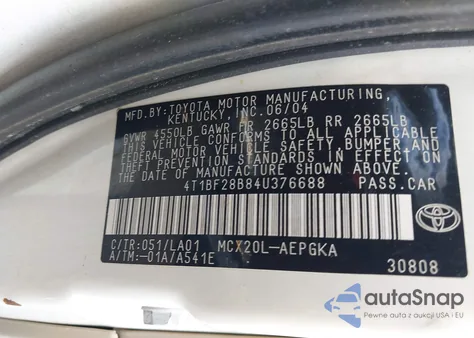 MFD.BY: TOYOTA MOTOR MANUFACTURING,
KENTUCKY, INC. 06/04
GVWR 4550LB GAWR FR 2665LB RR 2665LB
THIS VEHICLE CONFORMS TO ALL APPLICABLE
FEDERAL MOTOR VEHICLE SAFETY, BUMPER, AND
THEFT PREVENTION STANDARDS IN EFFECT ON
THE DATE OF MANUFACTURE SHOWN ABOVE.
4T1BF28B84U376688 PASS.CAR
C/TR:051/LA01 MCX20L-AEPGKA
A/TM:-01A/A541E
TOYOTA
30808
autoSnap
Pewne auta z aukcji USA i EU